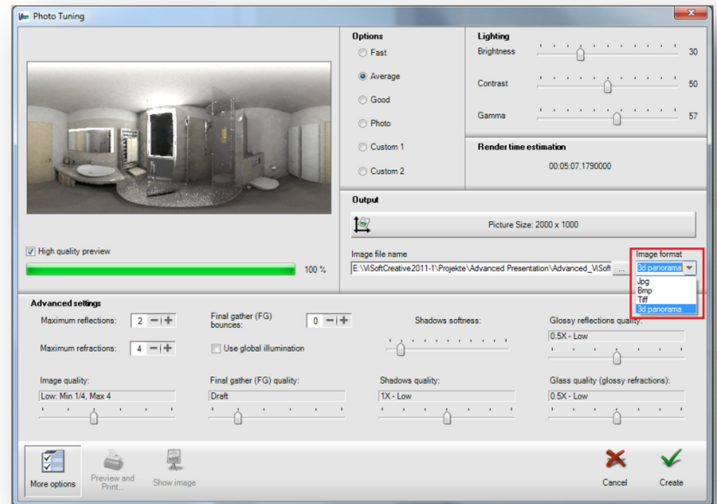 Photo Tuning
Options
Fast
Average
Good
Photo
Custom 1
Custom 2
Lighting
Brightness
30
Contrast
50
Gamma
57
Render time estimation
00:05:07.1790000
Output
Picture Size: 2000 x 1000
High quality preview
100 %
Image file name
E:\ViSoftCreative2011-1\Projekte\Advanced Presentation\Advanced_ViSoft
...
Image format
3d panorama
Jpg
Bmp
Tiff
3d panorama
Advanced settings
Maximum reflections:
2
Final gather (FG)
bounces:
0
Shadows softness:
Glossy reflections quality:
0.5X - Low
Maximum refractions:
4
Use global illumination
Image quality:
Low: Min 1/4, Max 4
Final gather (FG) quality:
Draft
Shadows quality:
1X - Low
Glass quality (glossy refractions):
0.5X - Low
More options
Preview and
Print...
Show image
Cancel
Create